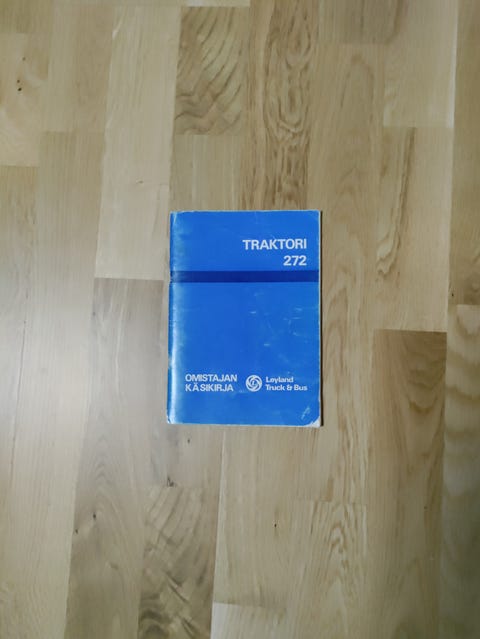 TRAKTORI
272
OMISTAJAN
KÄSIKIRJA
Leyland
Truck & Bus